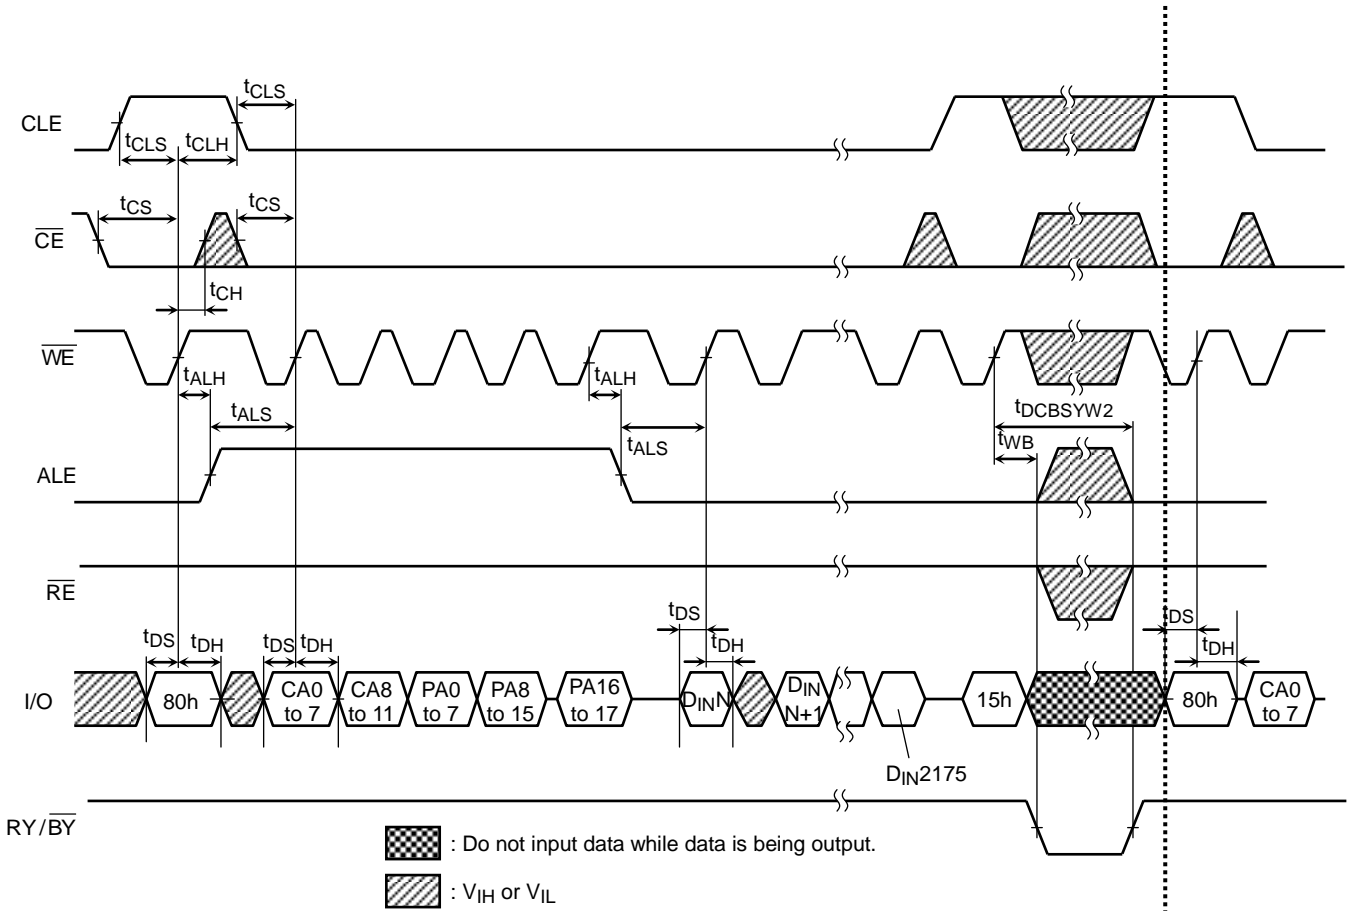 tCLS
CLE
tCLS
tCLH
tCS
tCS
CE
tCH
WE
tALH
tALH
tDCBSYW2
tALS
tALS
tWB
ALE
RE
tDS
tDH
tDS
tDH
tDS
tDH
DS
tDH
I/O
80h
CA0
to 7
CA8
to 11
PA0
to 7
PA8
to 15
PA16
to 17
DINN
DIN
N+1
15h
80h
CA0
to 7
DIN2175
RY/BY
: Do not input data while data is being output.
: VIH or VIL